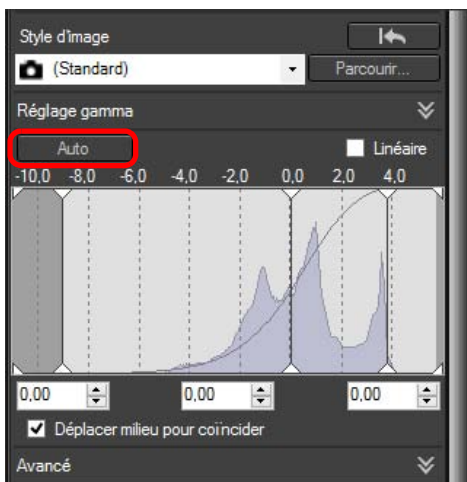 Style d'image
(Standard) Parcourir...
Réglage gamma
Auto Linéaire
-10,0 -8,0 -6,0 -4,0 -2,0 0,0 2,0 4,0
0,00 0,00 0,00
Déplacer milieu pour coïncider
Avancé